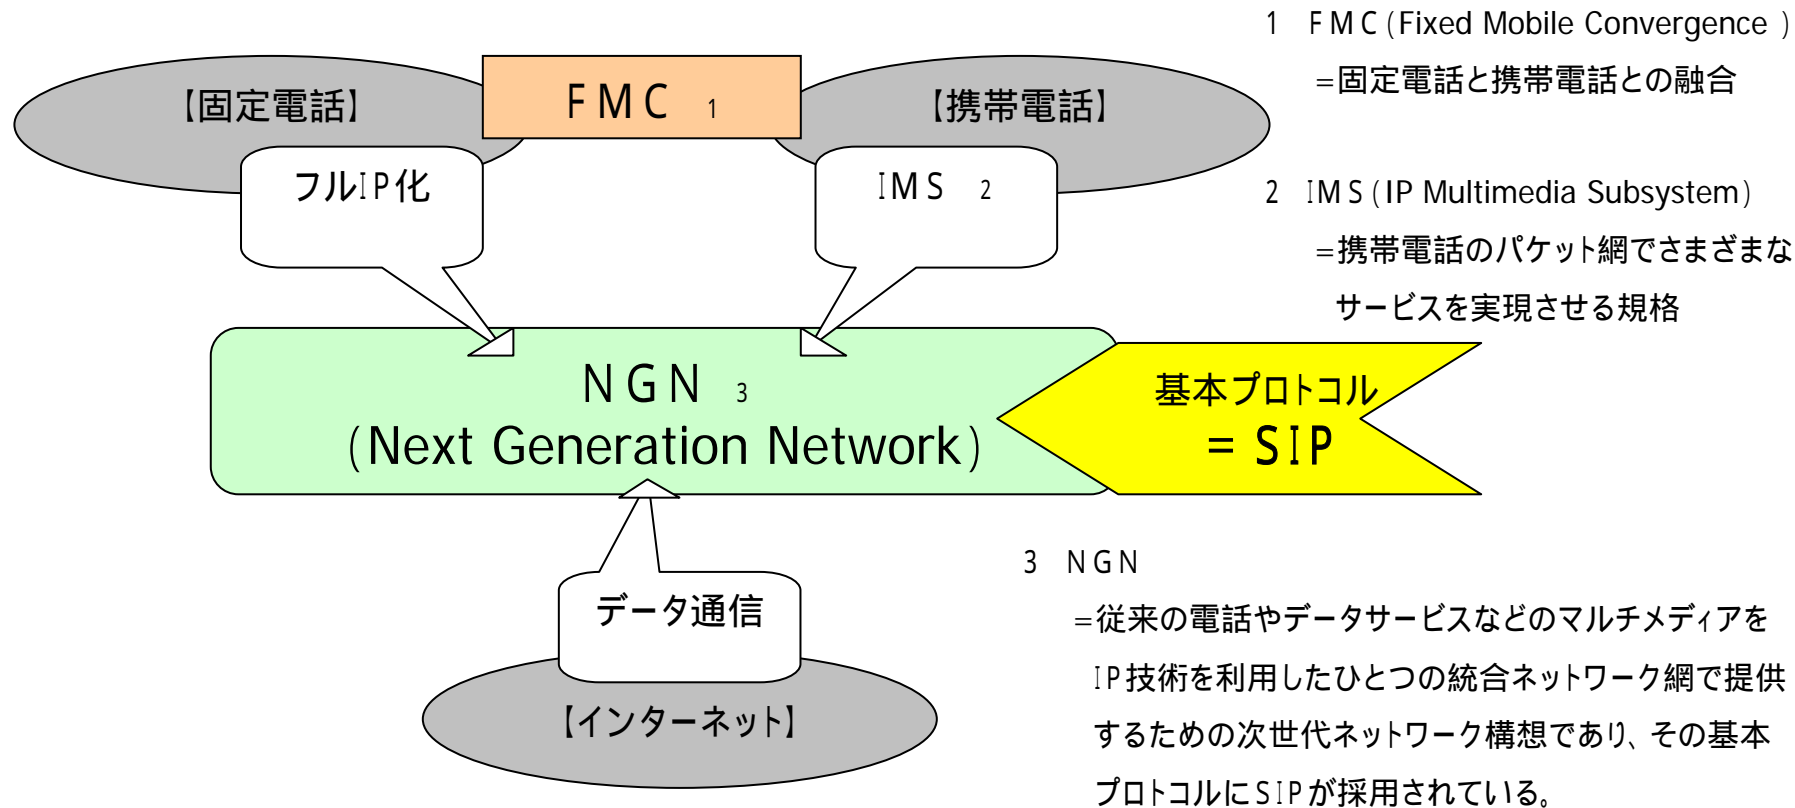 1 FMC(Fixed Mobile Convergence )
=固定電話と携帯電話との融合
【固定電話】
FMC 1
【携帯電話】
フルIP化
IMS 2
2 IMS(IP Multimedia Subsystem)
=携帯電話のパケット網でさまざまな
サービスを実現させる規格
NGN 3
(Next Generation Network)
基本プロトコル
= SIP
データ通信
【インターネット】
3 NGN
=従来の電話やデータサービスなどのマルチメディアを
IP技術を利用したひとつの統合ネットワーク網で提供
するための次世代ネットワーク構想であり、その基本
プロトコルにSIPが採用されている。